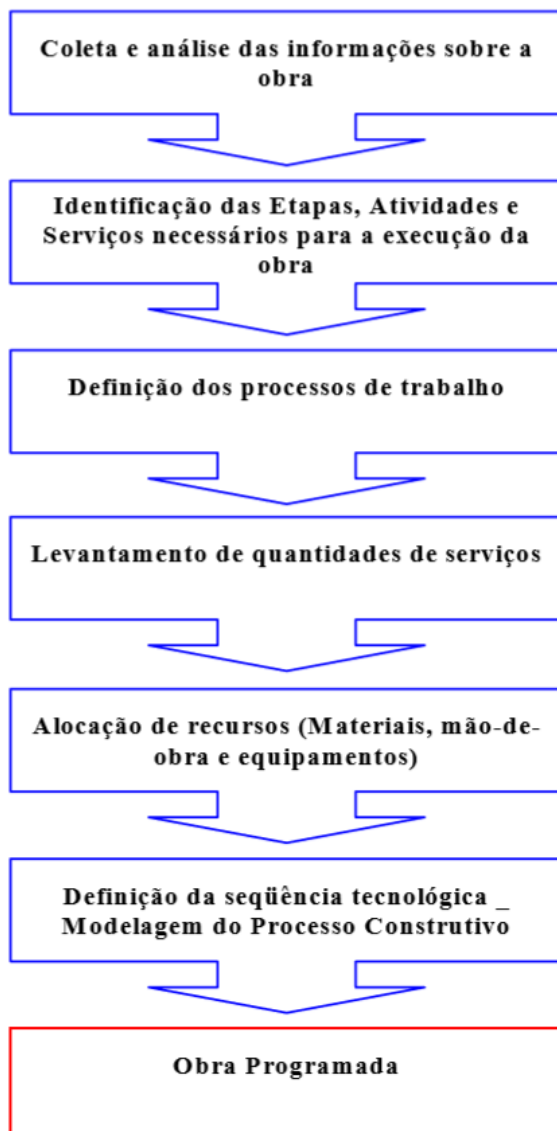 Coleta e análise das informações sobre a
obra
Identificação das Etapas, Atividades e
Serviços necessários para a execução da
obra
Definição dos processos de trabalho
Levantamento de quantidades de serviços
Alocação de recursos (Materiais, mão-de-
obra e equipamentos)
Definição da seqüência tecnológica _
Modelagem do Processo Construtivo
Obra Programada